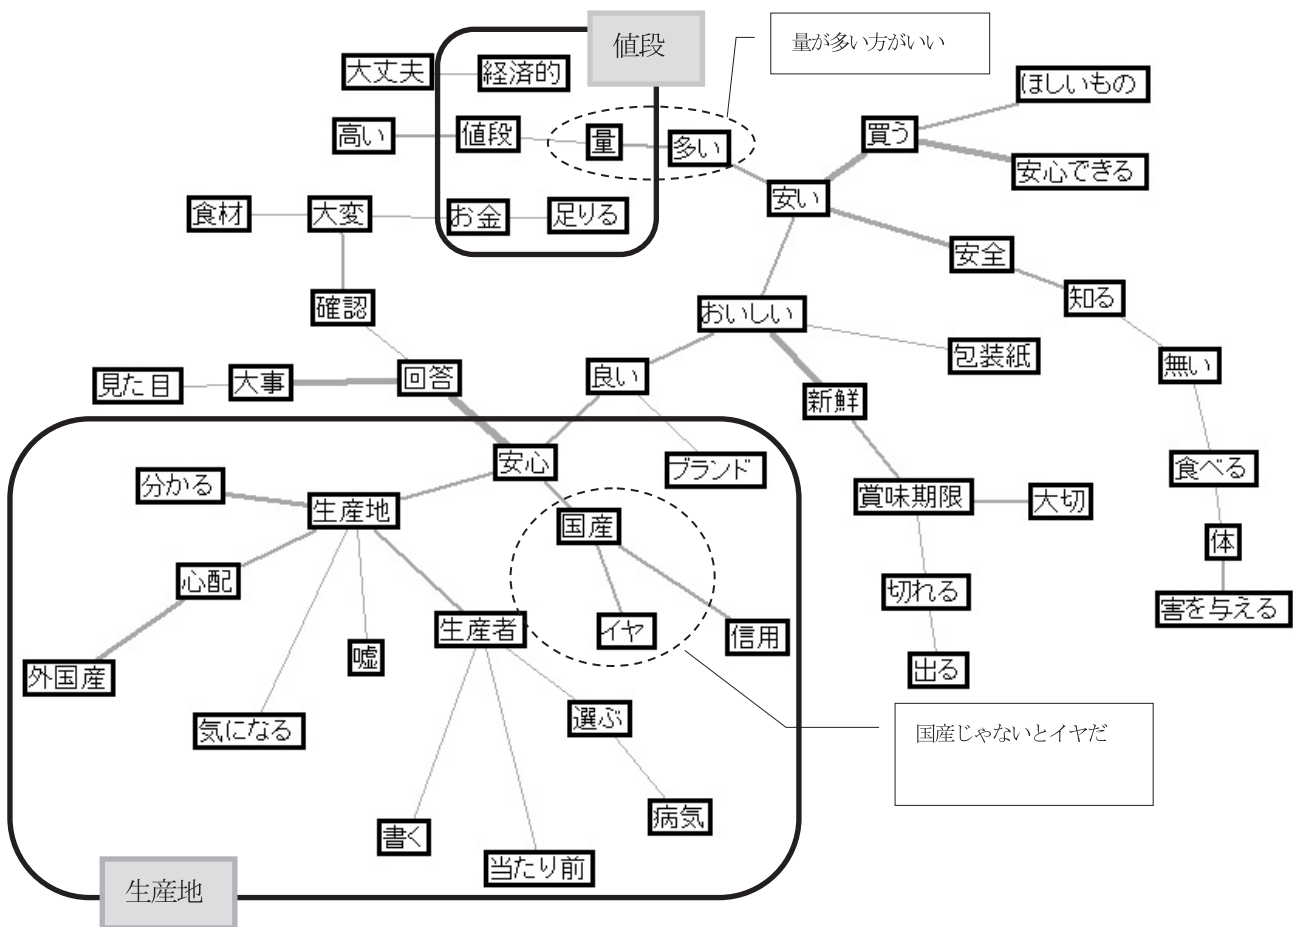 値段
量が多い方がいい
大丈夫
経済的
ほしいもの
高い
値段
量
多い
買う
安心できる
安い
食材
大変
お金
足りる
安全
確認
おいしい
知る
包装紙
無い
見た目
大事
回答
良い
新鮮
安心
ブランド
食べる
分かる
生産地
賞味期限
大切
国産
体
心配
切れる
害を与える
生産者
イヤ
信用
嘘
外国産
出る
気になる
選ぶ
国産じゃないとイヤだ
病気
書く
当たり前
生産地